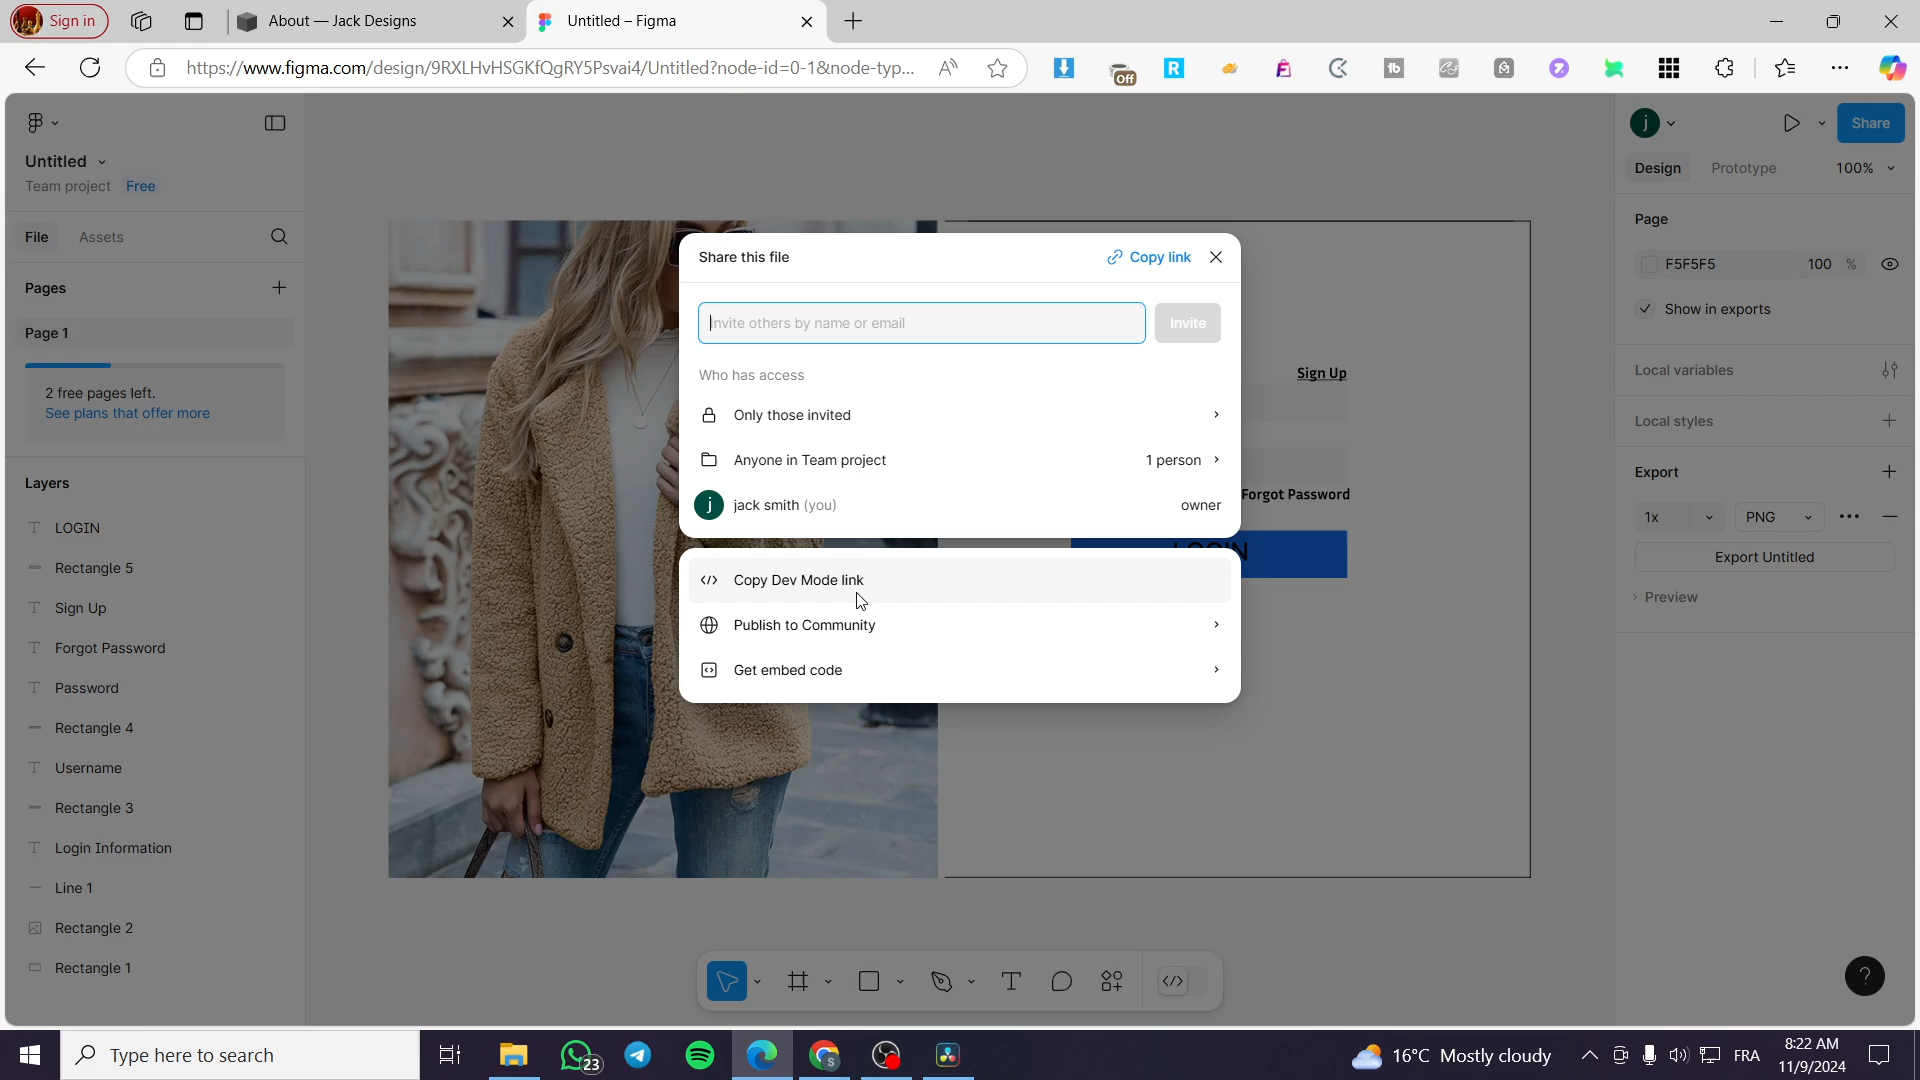 Sign in
About — Jack Designs
Untitled – Figma
https://www.figma.com/design/9RXLHvHSGKfQgRY5Psvai4/Untitled?node-id=0-1&node-typ...
Off
Untitled
Team project Free
File Assets
Pages
Page 1
2 free pages left.
See plans that offer more
Layers
LOGIN
Rectangle 5
Sign Up
Forgot Password
Password
Rectangle 4
Username
Rectangle 3
Login Information
Line 1
Rectangle 2
Rectangle 1
Share this file
Copy link
Invite others by name or email
Invite
Who has access
Only those invited
Anyone in Team project 1 person
j jack smith (you) owner
Copy Dev Mode link
Publish to Community
Get embed code
Sign Up
Forgot Password
LOGIN
j
Share
Design Prototype 100%
Page
F5F5F5 100 %
Show in exports
Local variables
Local styles
Export
1x PNG
Export Untitled
Preview
?
Type here to search
23
16°C Mostly cloudy
FRA
8:22 AM
11/9/2024